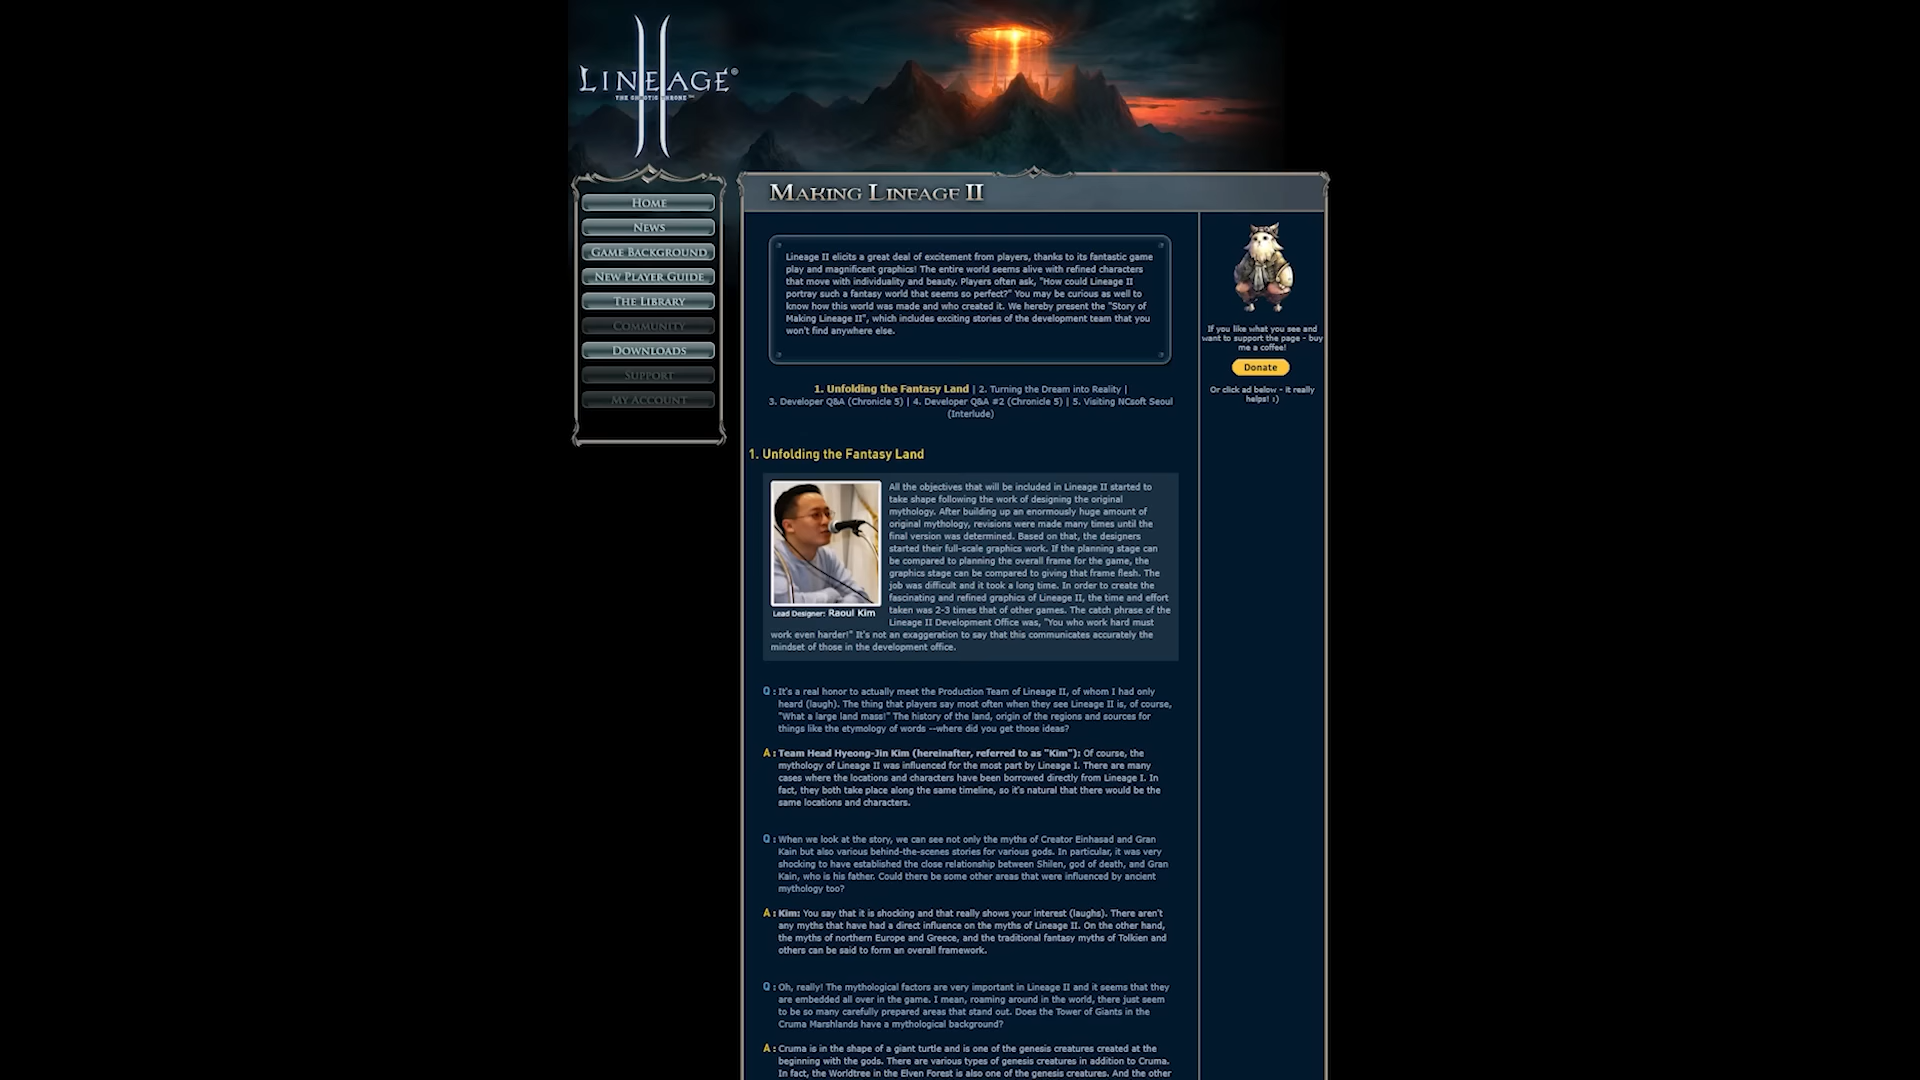 LINEAGE®
THE CHAOTIC THRONE™
HOME
NEWS
GAME BACKGROUND
NEW PLAYER GUIDE
THE LIBRARY
COMMUNITY
DOWNLOADS
SUPPORT
MY ACCOUNT
MAKING LINEAGE II
Lineage II elicits a great deal of excitement from players, thanks to its fantastic game
play and magnificent graphics! The entire world seems alive with refined characters
that move with individuality and beauty. Players often ask, "How could Lineage II
portray such a fantasy world that seems so perfect?" You may be curious as well to
know how this world was made and who created it. We hereby present the "Story of
Making Lineage II", which includes exciting stories of the development team that you
won't find anywhere else.
1. Unfolding the Fantasy Land | 2. Turning the Dream into Reality |
3. Developer Q&A (Chronicle 5) | 4. Developer Q&A #2 (Chronicle 5) | 5. Visiting NCsoft Seoul
(Interlude)
1. Unfolding the Fantasy Land
All the objectives that will be included in Lineage II started to
take shape following the work of designing the original
mythology. After building up an enormously huge amount of
original mythology, revisions were made many times until the
final version was determined. Based on that, the designers
started their full-scale graphics work. If the planning stage can
be compared to planning the overall frame for the game, the
graphics stage can be compared to giving that frame flesh. The
job was difficult and it took a long time. In order to create the
fascinating and refined graphics of Lineage II, the time and effort
taken was 2-3 times that of other games. The catch phrase of the
Lineage II Development Office was, "You who work hard must
work even harder!" It's not an exaggeration to say that this communicates accurately the
mindset of those in the development office.
Lead Designer: Raoul Kim
Q : It's a real honor to actually meet the Production Team of Lineage II, of whom I had only
heard (laugh). The thing that players say most often when they see Lineage II is, of course,
"What a large land mass!" The history of the land, origin of the regions and sources for
things like the etymology of words --where did you get those ideas?
A : Team Head Hyeong-Jin Kim (hereinafter, referred to as "Kim"): Of course, the
mythology of Lineage II was influenced for the most part by Lineage I. There are many
cases where the locations and characters have been borrowed directly from Lineage I. In
fact, they both take place along the same timeline, so it's natural that there would be the
same locations and characters.
Q : When we look at the story, we can see not only the myths of Creator Einhasad and Gran
Kain but also various behind-the-scenes stories for various gods. In particular, it was very
shocking to have established the close relationship between Shilen, god of death, and Gran
Kain, who is his father. Could there be some other areas that were influenced by ancient
mythology too?
A : Kim: You say that it is shocking and that really shows your interest (laughs). There aren't
any myths that have had a direct influence on the myths of Lineage II. On the other hand,
the myths of northern Europe and Greece, and the traditional fantasy myths of Tolkien and
others can be said to form an overall framework.
Q : Oh, really! The mythological factors are very important in Lineage II and it seems that they
are embedded all over in the game. I mean, roaming around in the world, there just seem
to be so many carefully prepared areas that stand out. Does the Tower of Giants in the
Cruma Marshlands have a mythological background?
A : Cruma is in the shape of a giant turtle and is one of the genesis creatures created at the
beginning with the gods. There are various types of genesis creatures in addition to Cruma.
In fact, the Worldtree in the Elven Forest is also one of the genesis creatures. And the other
If you like what you see and
want to support the page - buy
me a coffee!
Donate
Or click ad below - it really
helps! :)